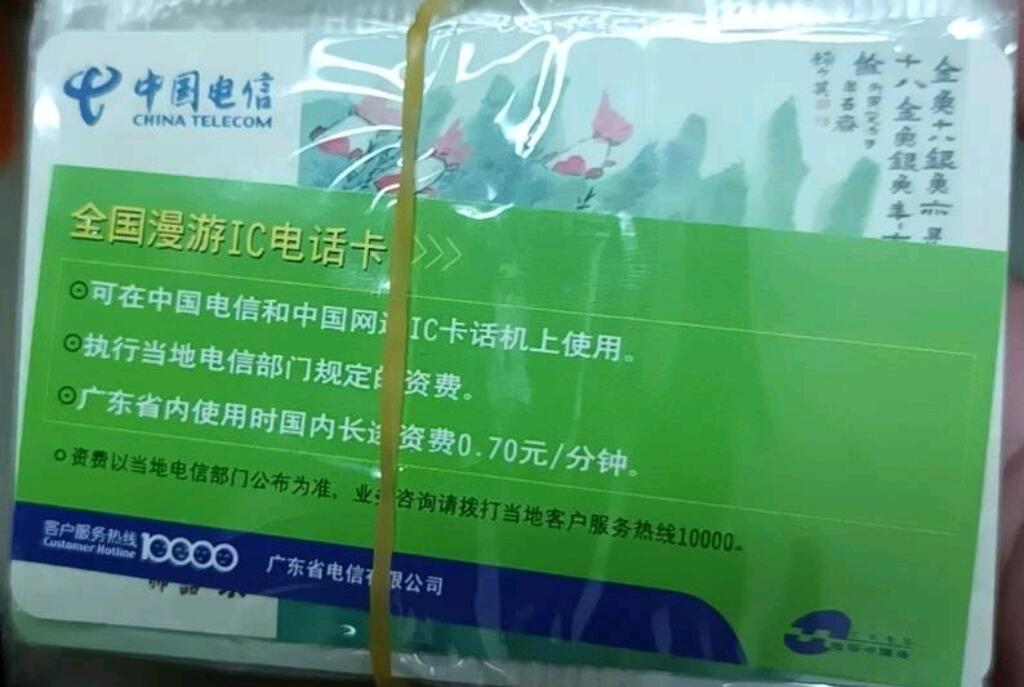 中国电信
CHINA TELECOM
全国漫游IC电话卡
可在中国电信和中国网通IC卡话机上使用。
执行当地电信部门规定的资费。
广东省内使用时国内长途资费0.70元/分钟。
资费以当地电信部门公布为准，业务咨询请拨打当地客户服务热线10000。
客户服务热线
Customer Hotline 10000
广东省电信有限公司